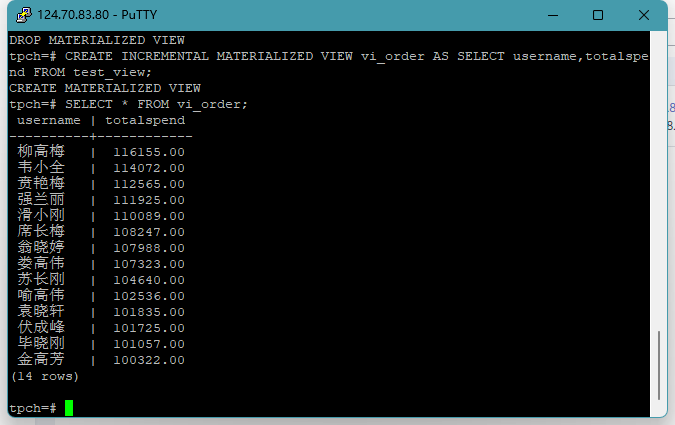 124.70.83.80 - PuTTY
DROP MATERIALIZED VIEW
tpch=# CREATE INCREMENTAL MATERIALIZED VIEW vi_order AS SELECT username,totalspe
nd FROM test_view;
CREATE MATERIALIZED VIEW
tpch=# SELECT * FROM vi_order;
username | totalspend
----------+------------
柳高梅 | 116155.00
韦小全 | 114072.00
贲艳梅 | 112565.00
强兰丽 | 111925.00
滑小刚 | 110089.00
席长梅 | 108247.00
翁晓婷 | 107988.00
娄高伟 | 107323.00
苏长刚 | 104640.00
喻高伟 | 102536.00
袁晓轩 | 101835.00
伏成峰 | 101725.00
毕晓刚 | 101057.00
金高芳 | 100322.00
(14 rows)
tpch=#